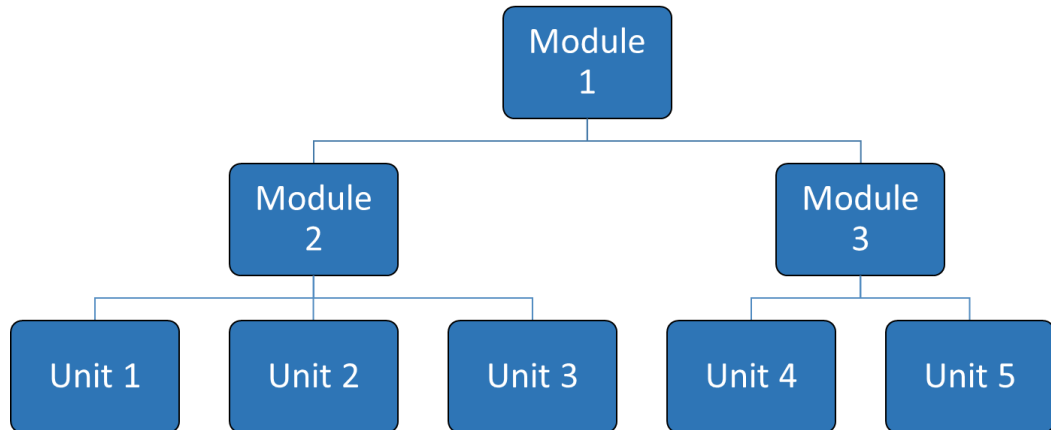 Module
1
Module
2
Module
3
Unit 1
Unit 2
Unit 3
Unit 4
Unit 5